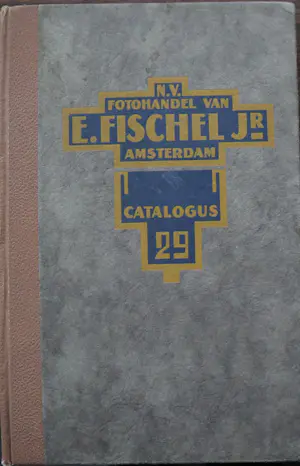 N.V.
FOTOHANDEL VAN
E. FISCHEL JR
AMSTERDAM
CATALOGUS
29